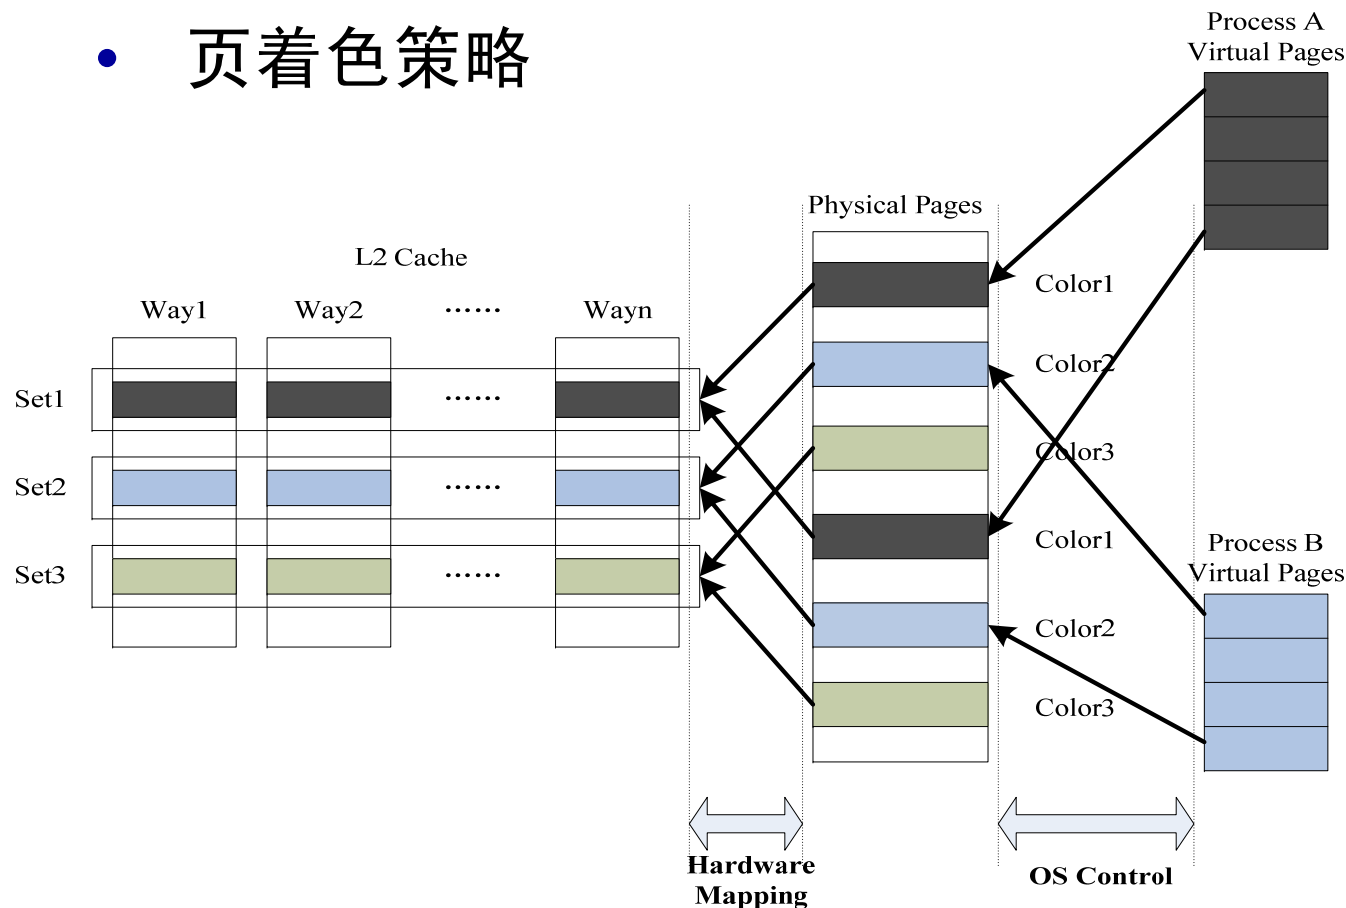 • 页着色策略
Process A
Virtual Pages
Physical Pages
L2 Cache
Way1 Way2 …… Wayn
Color1
Color2
Set1 ……
Color3
Set2 ……
Color1
Process B
Virtual Pages
Set3 ……
Color2
Color3
Hardware
Mapping
OS Control